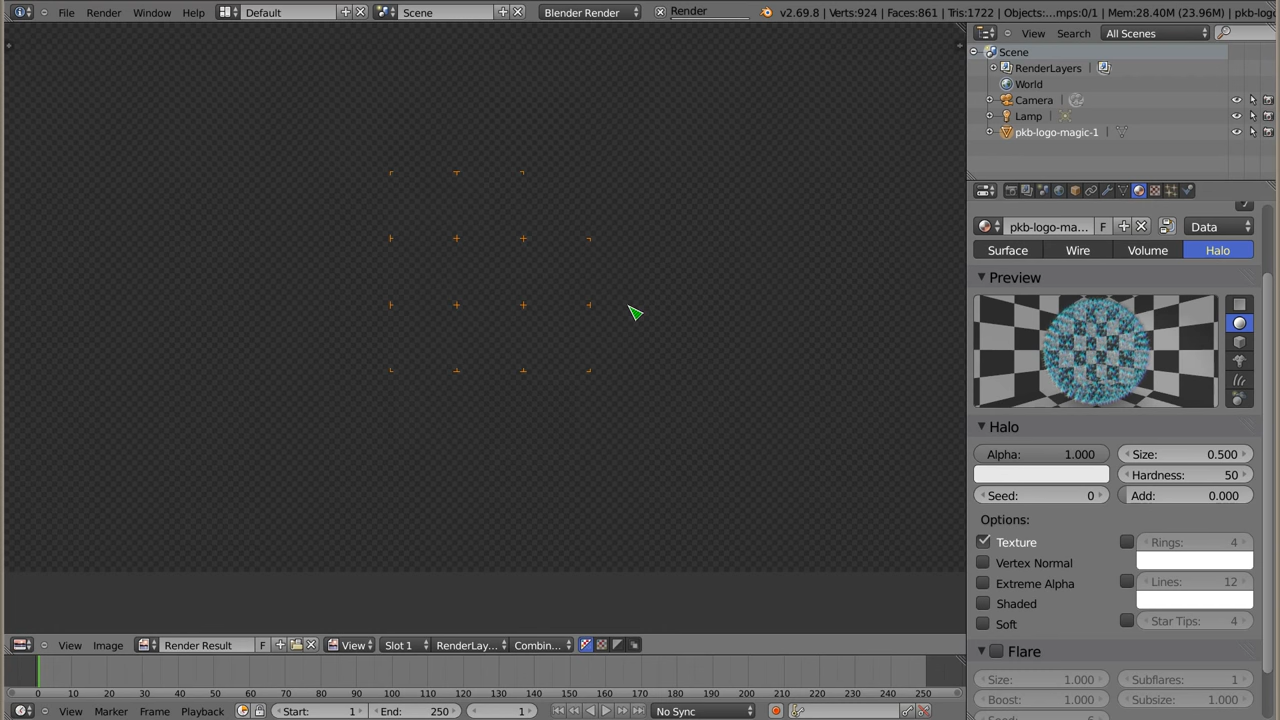 File Render Window Help Default Scene Blender Render Render v2.69.8 | Verts:924 | Faces:861 | Tris:1722 | Objects:...mps:0/1 | Mem:28.40M (23.96M) | pkb-logo
View Search All Scenes
Scene
RenderLayers |
World
Camera |
Lamp |
pkb-logo-magic-1 |
pkb-logo-ma... F Data
Surface Wire Volume Halo
Preview
Halo
Alpha: 1.000 Size: 0.500
Hardness: 50
Seed: 0 Add: 0.000
Options:
Texture Rings: 4
Vertex Normal
Extreme Alpha Lines: 12
Shaded
Soft Star Tips: 4
Flare
Size: 1.000 Subflares: 1
Boost: 1.000 Subsize: 1.000
View Image Render Result F View Slot 1 RenderLay... Combin...
0 10 20 30 40 50 60 70 80 90 100 110 120 130 140 150 160 170 180 190 200 210 220 230 240 250
View Marker Frame Playback Start: 1 End: 250 1 No Sync